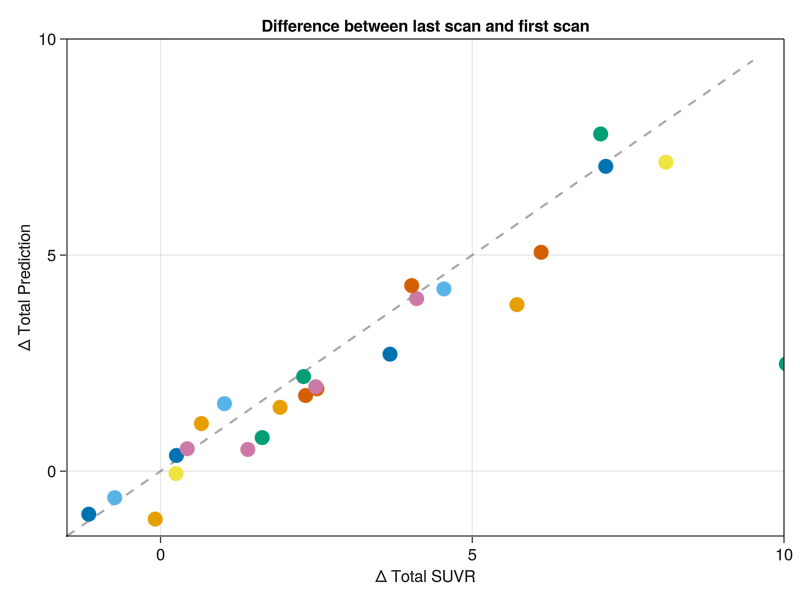 Difference between last scan and first scan
10
5
0
Δ Total Prediction
0
5
10
Δ Total SUVR